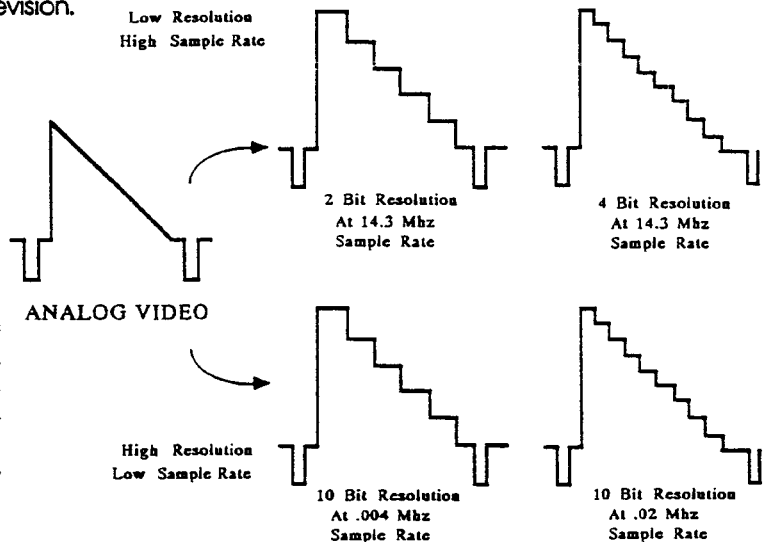 evision.
Low Resolution
High Sample Rate
2 Bit Resolution
At 14.3 Mhz
Sample Rate
4 Bit Resolution
At 14.3 Mhz
Sample Rate
ANALOG VIDEO
High Resolution
Low Sample Rate
10 Bit Resolution
At .004 Mhz
Sample Rate
10 Bit Resolution
At .02 Mhz
Sample Rate